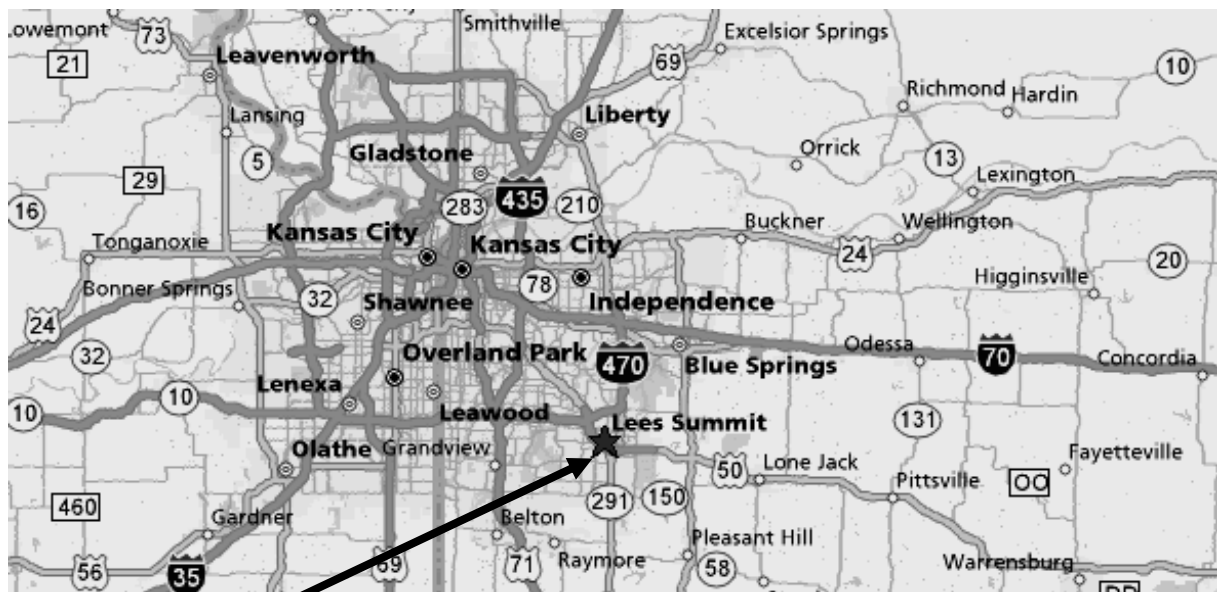 Smithville
Lowemont
73
Excelsior Springs
21
Leavenworth
69
10
Richmond
Hardin
Lansing
Liberty
5
Gladstone
Orrick
13
29
435
Lexington
16
283
210
Kansas City
Kansas City
Buckner
Wellington
Tonganoxie
24
20
78
Higginsville
Bonner Springs
32
Shawnee
Independence
24
32
Overland Park
470
Blue Springs
Odessa
70
Concordia
Lenexa
10
10
Leawood
Lees Summit
131
Olathe
Grandview
50
Lone Jack
Fayetteville
Pittsville
OO
460
291
150
Gardner
Belton
Pleasant Hill
56
35
69
71
Raymore
58
Warrensburg